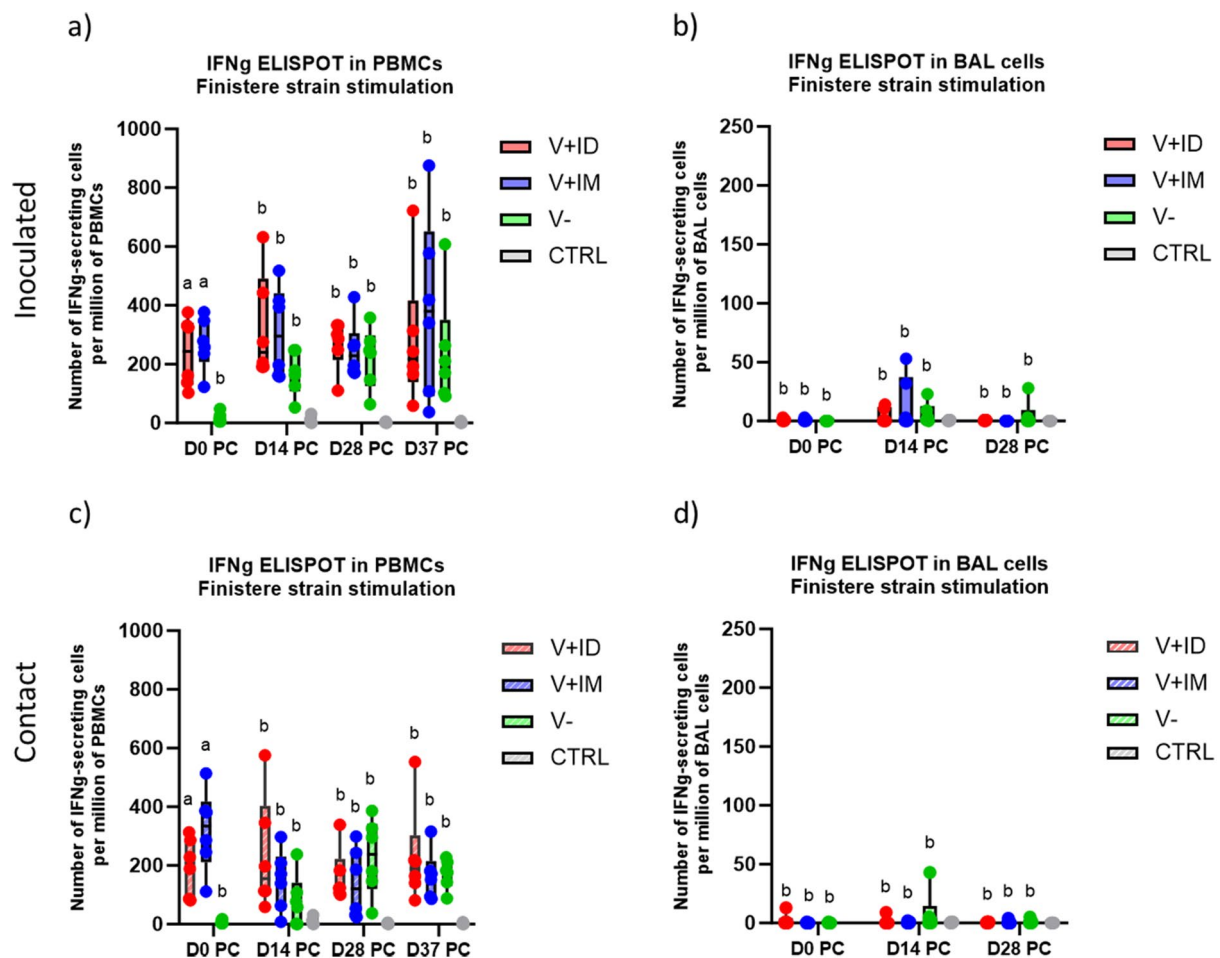 a)
IFNg ELISPOT in PBMCs
Finistere strain stimulation
Inoculated
Number of IFNg-secreting cells
per million of PBMCs
1000
800
600
400
200
0
a a b
b b b
b b b
b b b
D0 PC D14 PC D28 PC D37 PC
V+ID
V+IM
V-
CTRL
b)
IFNg ELISPOT in BAL cells
Finistere strain stimulation
Number of IFNg-secreting cells
per million of BAL cells
250
200
150
100
50
0
b b b
b b b
b b b
D0 PC D14 PC D28 PC
V+ID
V+IM
V-
CTRL
c)
IFNg ELISPOT in PBMCs
Finistere strain stimulation
Contact
Number of IFNg-secreting cells
per million of PBMCs
1000
800
600
400
200
0
a a b
b b b
b b b
b b b
D0 PC D14 PC D28 PC D37 PC
V+ID
V+IM
V-
CTRL
d)
IFNg ELISPOT in BAL cells
Finistere strain stimulation
Number of IFNg-secreting cells
per million of BAL cells
250
200
150
100
50
0
b b b
b b b
b b b
D0 PC D14 PC D28 PC
V+ID
V+IM
V-
CTRL